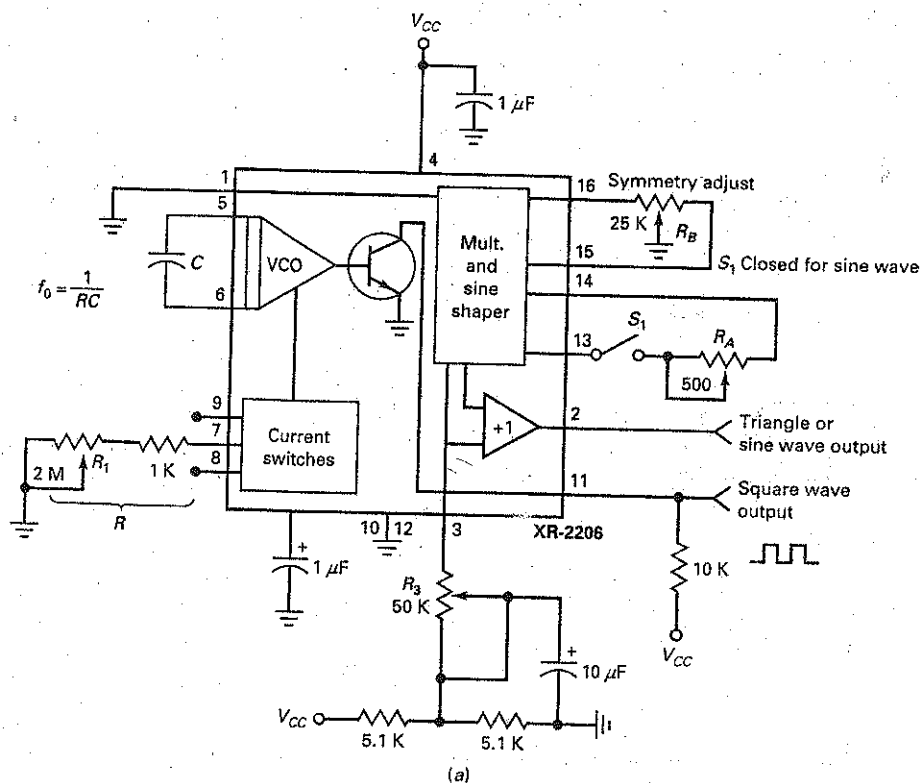 V_CC
1 μF
4
1
16
Symmetry adjust
5
25 K
R_B
Mult.
and
sine
shaper
VCO
C
15
S_1 Closed for sine wave
f_0 = 1/RC
14
6
S_1
R_A
13
500
9
2
Triangle or
sine wave output
+1
Current
switches
7
8
2 M
R_1
1 K
R
11
Square wave
output
10
12
3
XR-2206
1 μF
+
R_3
50 K
10 K
+
10 μF
V_CC
V_CC
5.1 K
5.1 K
(a)